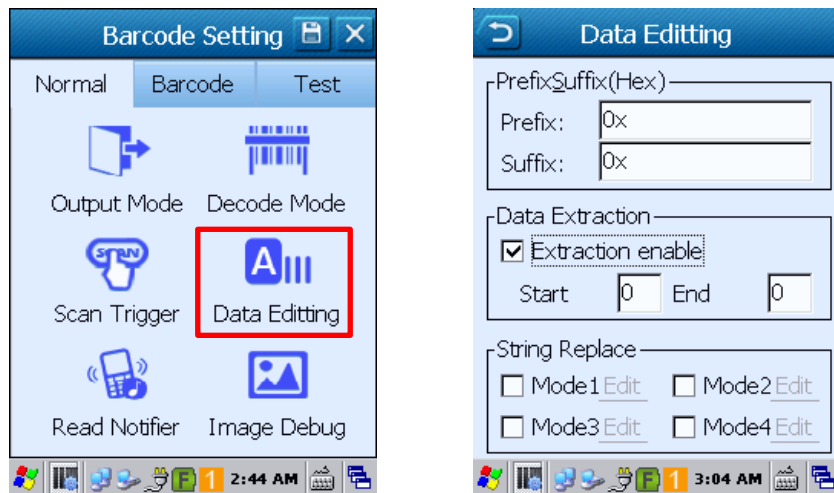 Barcode Setting
Normal Barcode Test
Output Mode Decode Mode
SCAN
A
Scan Trigger Data Editting
Read Notifier Image Debug
F 1 2:44 AM
Data Editting
PrefixSuffix(Hex)
Prefix: 0x
Suffix: 0x
Data Extraction
Extraction enable
Start 0 End 0
String Replace
Mode1 Edit Mode2 Edit
Mode3 Edit Mode4 Edit
F 1 3:04 AM